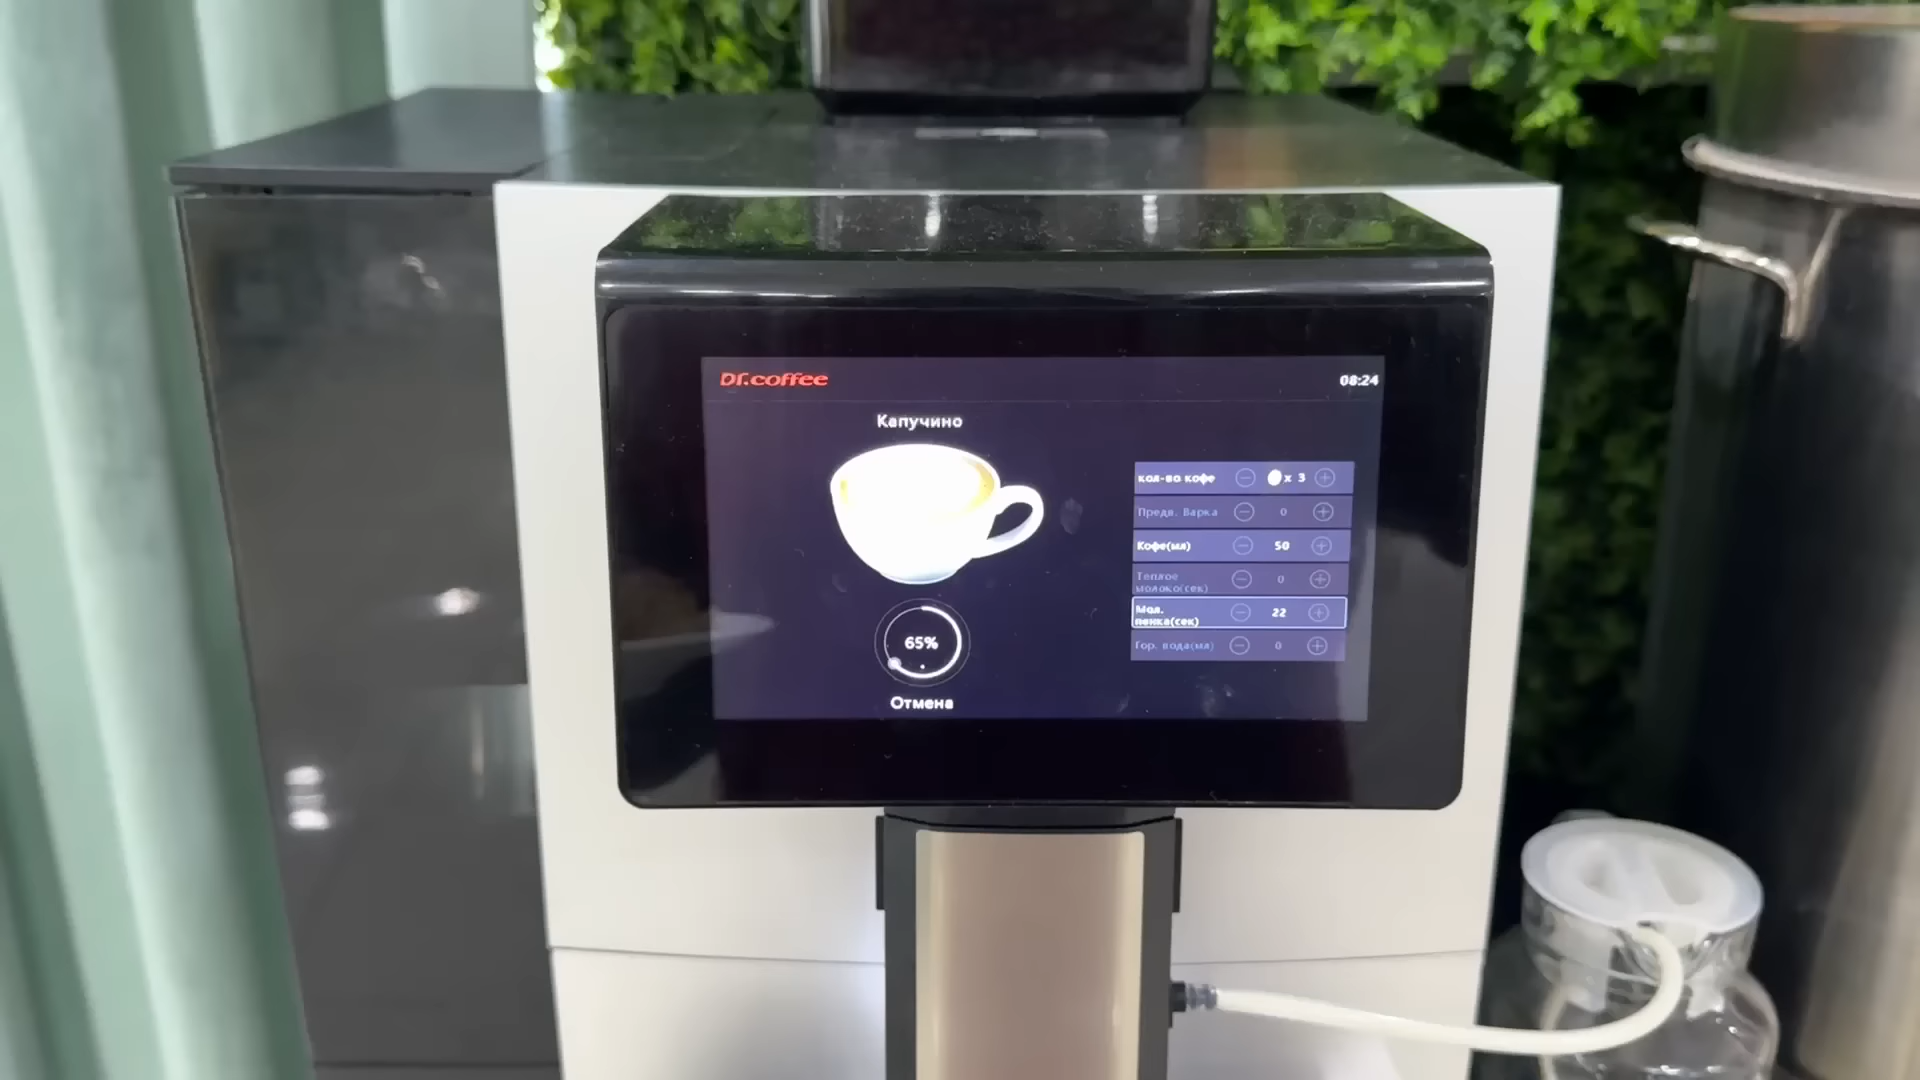 Dr.coffee
08:24
Капучино
кол-во кофе x 3
Предв. Варка 0
Кофе(мл) 50
Теплое
молоко(сек) 0
Мол.
пенка(сек) 22
Гор. вода(мл) 0
65%
Отмена